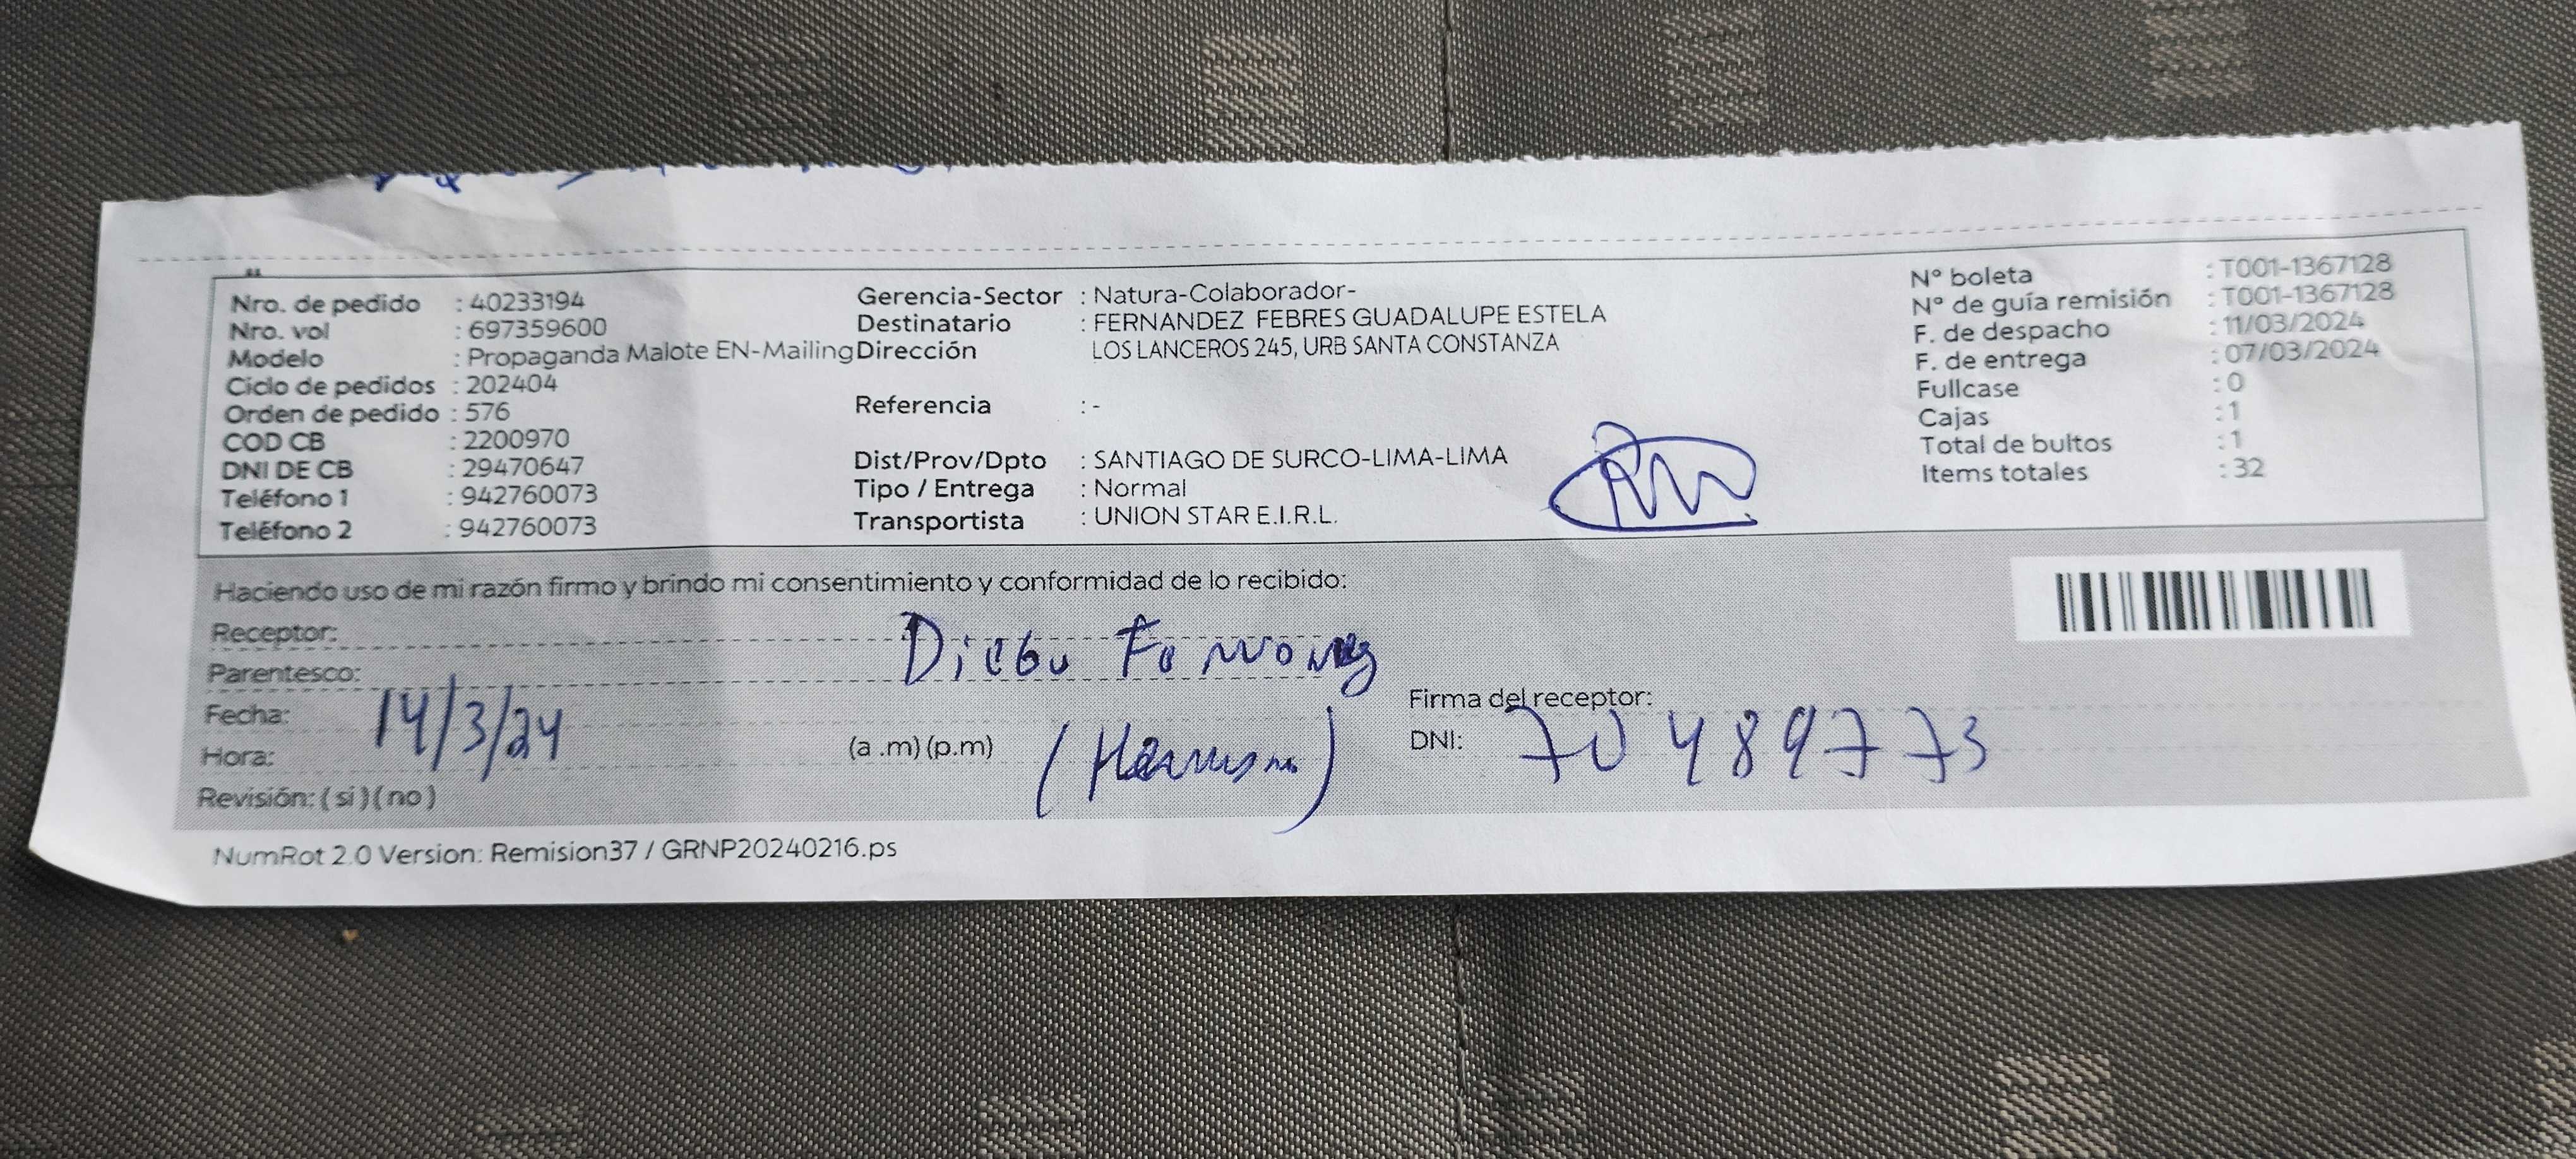 Nro. de pedido : 40233194
Nro. vol : 697359600
Modelo : Propaganda Malote EN-Mailing
Ciclo de pedidos : 202404
Orden de pedido : 576
COD CB : 2200970
DNI DE CB : 29470647
Teléfono 1 : 942760073
Teléfono 2 : 942760073
Gerencia-Sector : Natura-Colaborador-
Destinatario : FERNANDEZ FEBRES GUADALUPE ESTELA
Dirección LOS LANCEROS 245, URB SANTA CONSTANZA
Referencia : -
Dist/Prov/Dpto : SANTIAGO DE SURCO-LIMA-LIMA
Tipo / Entrega : Normal
Transportista : UNION STAR E.I.R.L.
N° boleta : T001-1367128
N° de guía remisión : T001-1367128
F. de despacho : 11/03/2024
F. de entrega : 07/03/2024
Fullcase : 0
Cajas : 1
Total de bultos : 1
Items totales : 32
Haciendo uso de mi razón firmo y brindo mi consentimiento y conformidad de lo recibido:
Receptor: Diego
Parentesco:
Fecha: 14/3/24
Hora: (a .m) (p.m)
Revisión: ( si ) ( no )
Firma del receptor:
DNI: 70489773
NumRot 2.0 Version: Remision37 / GRNP20240216.ps